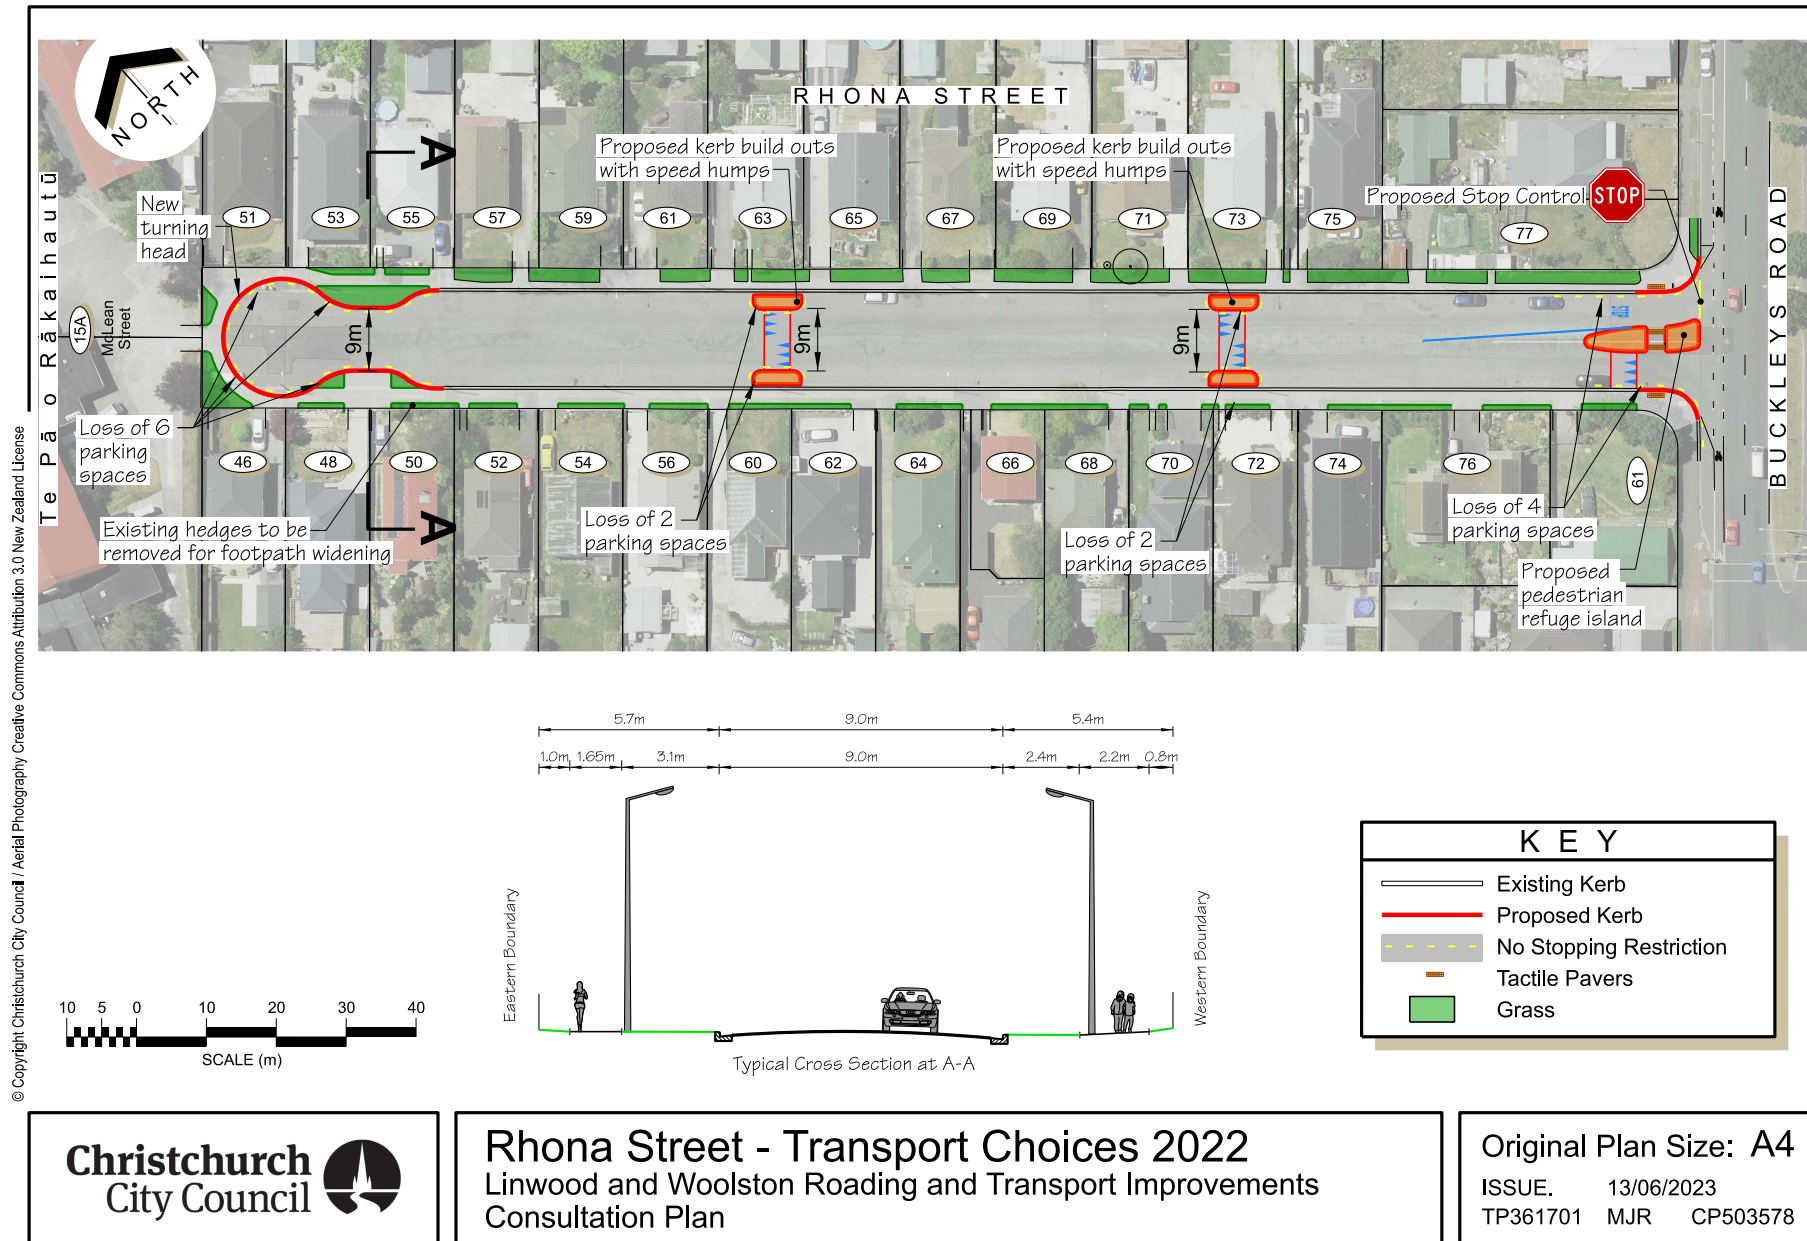 NORTH
RHONA STREET
Te Pā o Rākaihautū
15A
McLean
Street
BUCKLEYS ROAD
New
turning
head
Proposed kerb build outs
with speed humps
Proposed kerb build outs
with speed humps
Proposed Stop Control
STOP
A
51
53
55
57
59
61
63
65
67
69
71
73
75
77
9m
9m
9m
STOP
Loss of 6
parking
spaces
46
48
50
52
54
56
60
62
64
66
68
70
72
74
76
61
A
Existing hedges to be
removed for footpath widening
Loss of 2
parking spaces
Loss of 2
parking spaces
Loss of 4
parking spaces
Proposed
pedestrian
refuge island
© Copyright Christchurch City Council / Aerial Photography Creative Commons Attribution 3.0 New Zealand License
5.7m 9.0m 5.4m
1.0m 1.65m 3.1m 9.0m 2.4m 2.2m 0.8m
Eastern Boundary
Western Boundary
Typical Cross Section at A-A
10 5 0 10 20 30 40
SCALE (m)
KEY
Existing Kerb
Proposed Kerb
No Stopping Restriction
Tactile Pavers
Grass
Christchurch
City Council
Rhona Street - Transport Choices 2022
Linwood and Woolston Roading and Transport Improvements
Consultation Plan
Original Plan Size: A4
ISSUE. 13/06/2023
TP361701 MJR CP503578